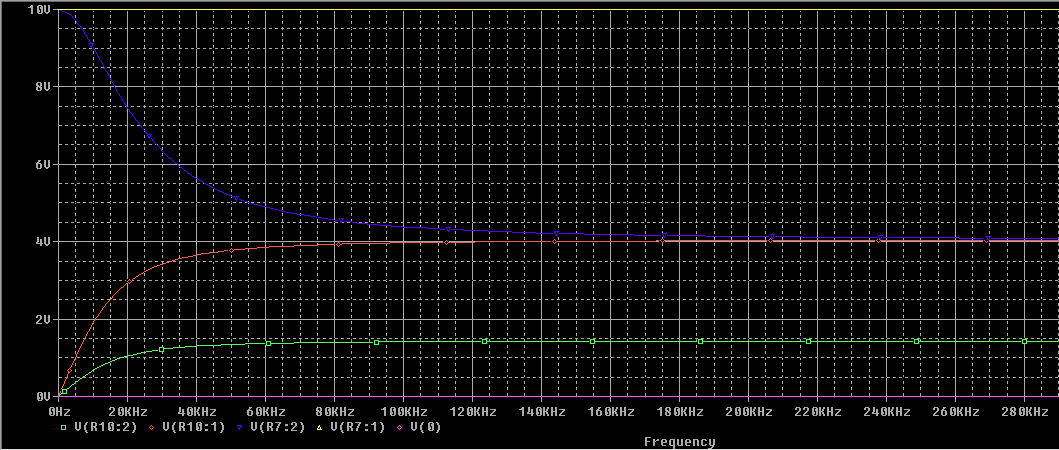 10V
8V
6V
4V
2V
0V
0Hz 20KHz 40KHz 60KHz 80KHz 100KHz 120KHz 140KHz 160KHz 180KHz 200KHz 220KHz 240KHz 260KHz 280KHz
V(R10:2) V(R10:1) V(R7:2) V(R7:1) V(0)
Frequency